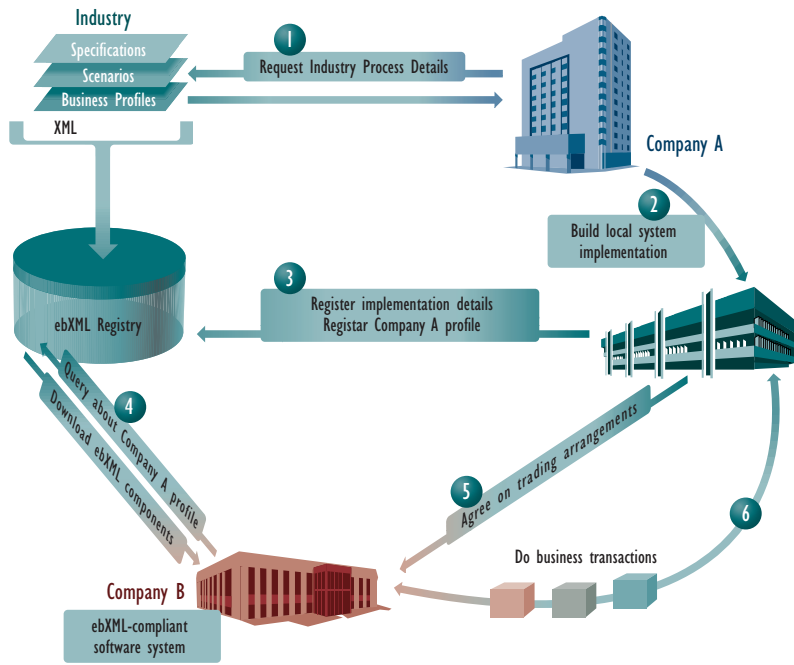 Industry
Specifications
Scenarios
Business Profiles
XML
1
Request Industry Process Details
Company A
2
Build local system
implementation
3
Register implementation details
Registar Company A profile
ebXML Registry
4
Query about Company A profile
Download ebXML components
5
Agree on trading arrangements
6
Do business transactions
Company B
ebXML-compliant
software system